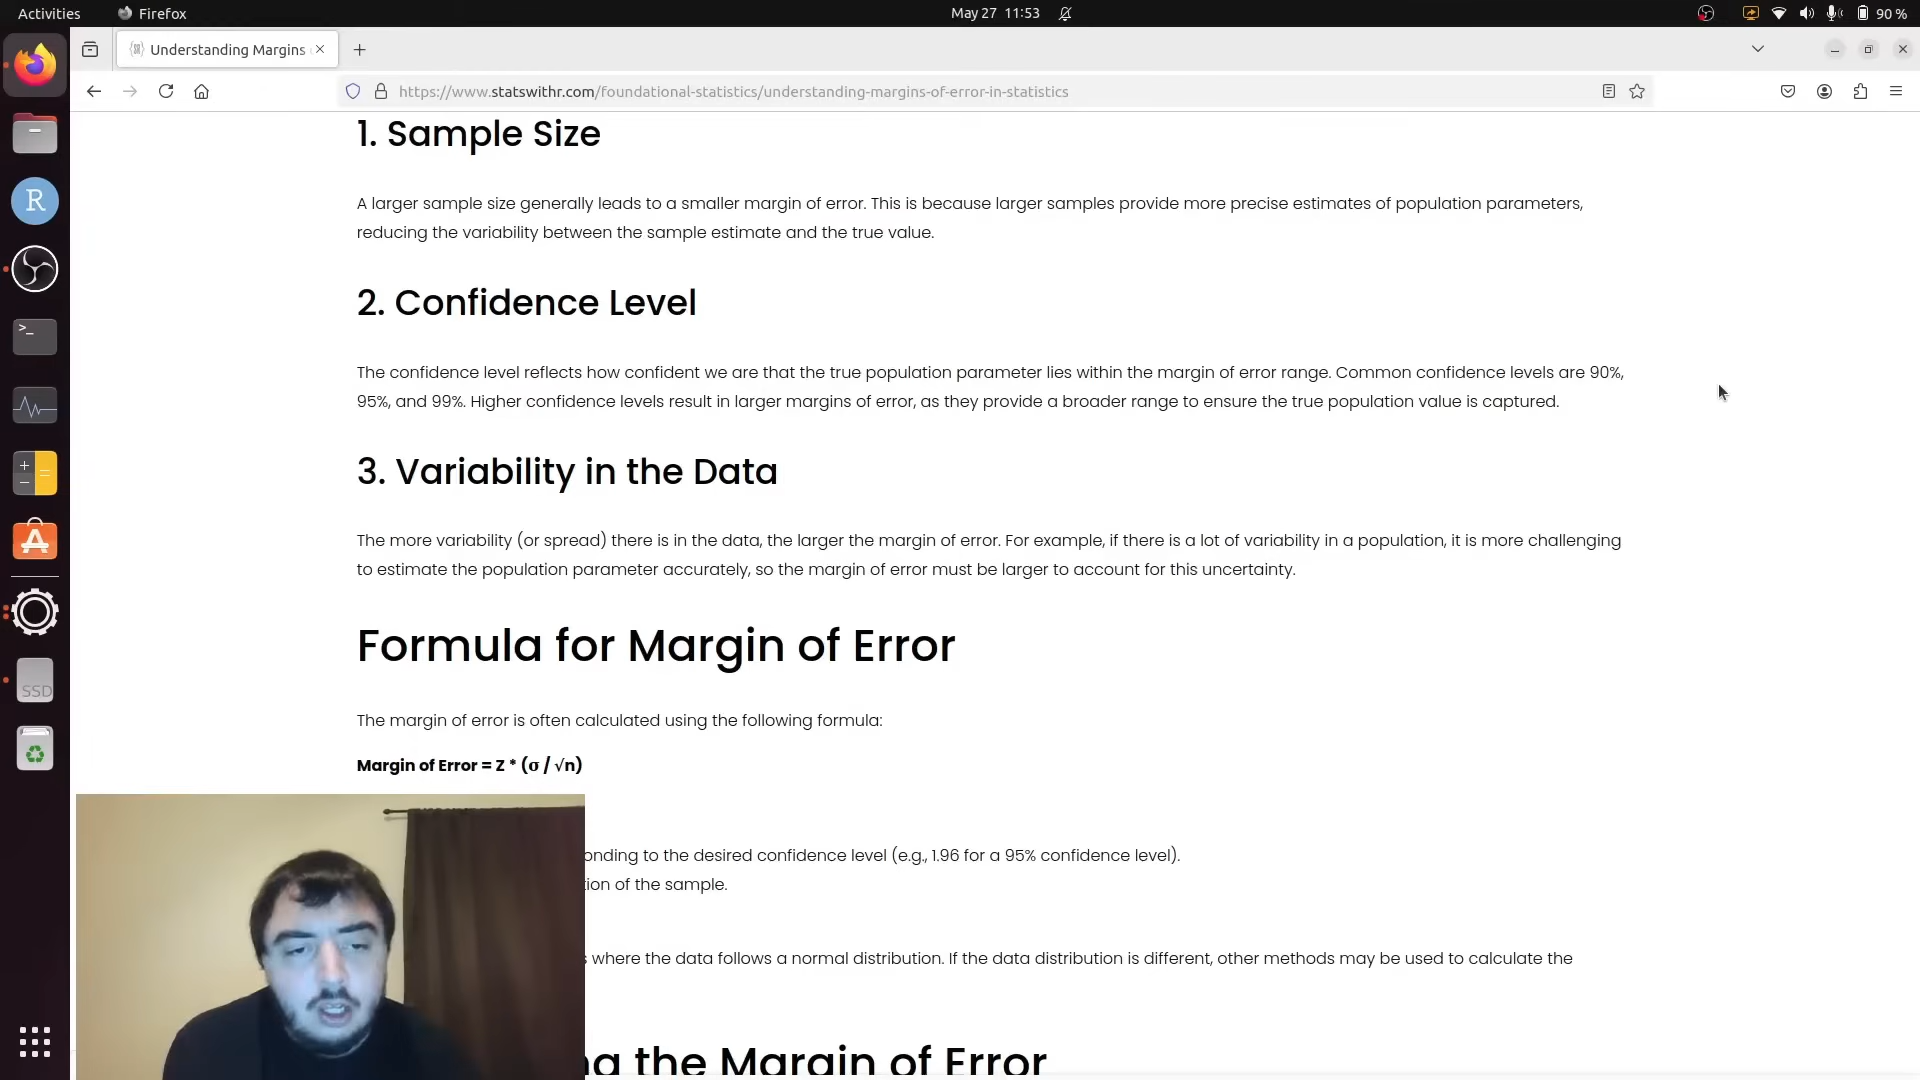 Activities
Firefox
May 27 11:53
90 %
Understanding Margins
https://www.statswithr.com/foundational-statistics/understanding-margins-of-error-in-statistics
1. Sample Size
A larger sample size generally leads to a smaller margin of error. This is because larger samples provide more precise estimates of population parameters,
reducing the variability between the sample estimate and the true value.
2. Confidence Level
The confidence level reflects how confident we are that the true population parameter lies within the margin of error range. Common confidence levels are 90%,
95%, and 99%. Higher confidence levels result in larger margins of error, as they provide a broader range to ensure the true population value is captured.
3. Variability in the Data
The more variability (or spread) there is in the data, the larger the margin of error. For example, if there is a lot of variability in a population, it is more challenging
to estimate the population parameter accurately, so the margin of error must be larger to account for this uncertainty.
Formula for Margin of Error
The margin of error is often calculated using the following formula:
Margin of Error = Z * (σ / √n)
onding to the desired confidence level (e.g., 1.96 for a 95% confidence level).
tion of the sample.
where the data follows a normal distribution. If the data distribution is different, other methods may be used to calculate the
the Margin of Error
R
>_
SSD